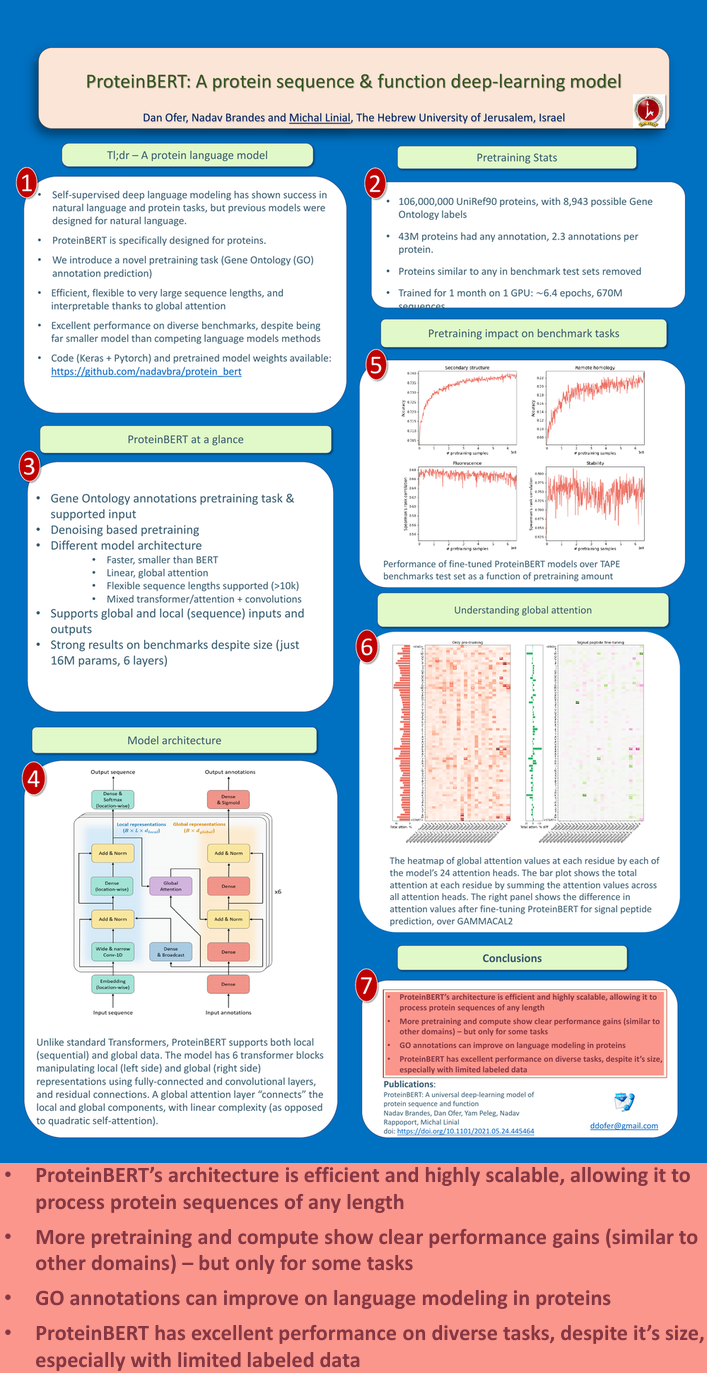 ProteinBERT: A protein sequence & function deep-learning model
Dan Ofer, Nadav Brandes and Michal Linial, The Hebrew University of Jerusalem, Israel
Tl;dr – A protein language model
1
• Self-supervised deep language modeling has shown success in
natural language and protein tasks, but previous models were
designed for natural language.
• ProteinBERT is specifically designed for proteins.
• We introduce a novel pretraining task (Gene Ontology (GO)
annotation prediction)
• Efficient, flexible to very large sequence lengths, and
interpretable thanks to global attention
• Excellent performance on diverse benchmarks, despite being
far smaller model than competing language models methods
• Code (Keras + Pytorch) and pretrained model weights available:
https://github.com/nadavbra/protein_bert
Pretraining Stats
2
• 106,000,000 UniRef90 proteins, with 8,943 possible Gene
Ontology labels
• 43M proteins had any annotation, 2.3 annotations per
protein.
• Proteins similar to any in benchmark test sets removed
• Trained for 1 month on 1 GPU: ~6.4 epochs, 670M
sequences
ProteinBERT at a glance
3
• Gene Ontology annotations pretraining task &
supported input
• Denoising based pretraining
• Different model architecture
• Faster, smaller than BERT
• Linear, global attention
• Flexible sequence lengths supported (>10k)
• Mixed transformer/attention + convolutions
• Supports global and local (sequence) inputs and
outputs
• Strong results on benchmarks despite size (just
16M params, 6 layers)
Model architecture
4
Output sequence
Output annotations
Dense &
Softmax
(location-wise)
Dense
& Sigmoid
Local representations
Global representations
Add & Norm
Add & Norm
Dense
(location-wise)
Global
Attention
Dense
x6
Add & Norm
Add & Norm
Wide & narrow
Conv-1D
Dense
& Broadcast
Dense
Embedding
(location-wise)
Dense
Input sequence
Input annotations
Unlike standard Transformers, ProteinBERT supports both local
(sequential) and global data. The model has 6 transformer blocks
manipulating local (left side) and global (right side)
representations using fully-connected and convolutional layers,
and residual connections. A global attention layer “connects” the
local and global components, with linear complexity (as opposed
to quadratic self-attention).
Pretraining impact on benchmark tasks
5
Secondary structure
Remote homology
Accuracy
Accuracy
# pretraining samples
# pretraining samples
Fluorescence
Stability
Spearman's rank correlation
Spearman's rank correlation
# pretraining samples
# pretraining samples
Performance of fine-tuned ProteinBERT models over TAPE
benchmarks test set as a function of pretraining amount
Understanding global attention
6
Only pre-training
Signal peptide fine-tuning
The heatmap of global attention values at each residue by each of
the model’s 24 attention heads. The bar plot shows the total
attention at each residue by summing the attention values across
all attention heads. The right panel shows the difference in
attention values after fine-tuning ProteinBERT for signal peptide
prediction, over GAMMACAL2
Conclusions
7
• ProteinBERT’s architecture is efficient and highly scalable, allowing it to
process protein sequences of any length
• More pretraining and compute show clear performance gains (similar to
other domains) – but only for some tasks
• GO annotations can improve on language modeling in proteins
• ProteinBERT has excellent performance on diverse tasks, despite it’s size,
especially with limited labeled data
Publications:
ProteinBERT: A universal deep-learning model of
protein sequence and function
Nadav Brandes, Dan Ofer, Yam Peleg, Nadav
Rappoport, Michal Linial
doi: https://doi.org/10.1101/2021.05.24.445464
ddofer@gmail.com
• ProteinBERT’s architecture is efficient and highly scalable, allowing it to
process protein sequences of any length
• More pretraining and compute show clear performance gains (similar to
other domains) – but only for some tasks
• GO annotations can improve on language modeling in proteins
• ProteinBERT has excellent performance on diverse tasks, despite it’s size,
especially with limited labeled data